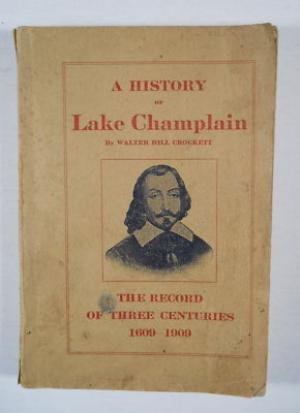 A HISTORY
OF
Lake Champlain
By WALTER HILL CROCKETT
THE RECORD
OF THREE CENTURIES
1609-1909